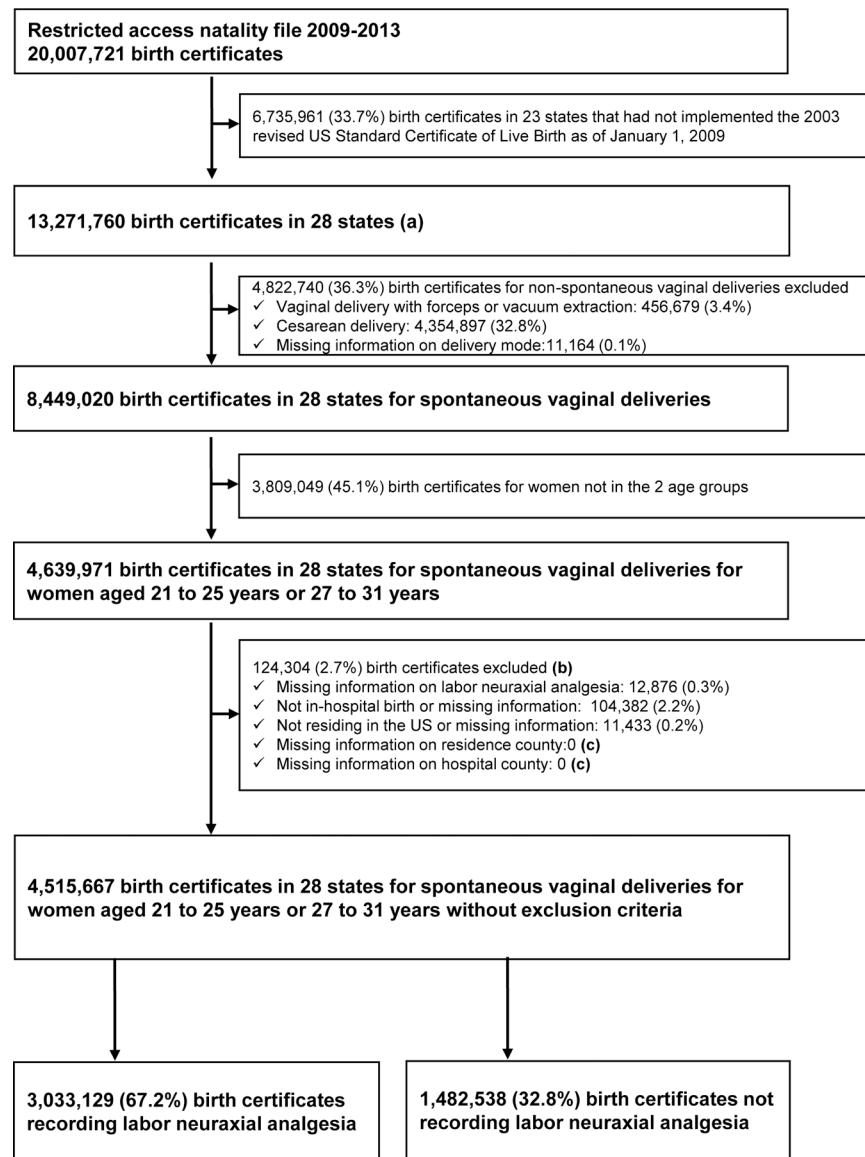 Restricted access natality file 2009-2013
20,007,721 birth certificates
6,735,961 (33.7%) birth certificates in 23 states that had not implemented the 2003
revised US Standard Certificate of Live Birth as of January 1, 2009
13,271,760 birth certificates in 28 states (a)
4,822,740 (36.3%) birth certificates for non-spontaneous vaginal deliveries excluded
✓ Vaginal delivery with forceps or vacuum extraction: 456,679 (3.4%)
✓ Cesarean delivery: 4,354,897 (32.8%)
✓ Missing information on delivery mode:11,164 (0.1%)
8,449,020 birth certificates in 28 states for spontaneous vaginal deliveries
3,809,049 (45.1%) birth certificates for women not in the 2 age groups
4,639,971 birth certificates in 28 states for spontaneous vaginal deliveries for
women aged 21 to 25 years or 27 to 31 years
124,304 (2.7%) birth certificates excluded (b)
✓ Missing information on labor neuraxial analgesia: 12,876 (0.3%)
✓ Not in-hospital birth or missing information: 104,382 (2.2%)
✓ Not residing in the US or missing information: 11,433 (0.2%)
✓ Missing information on residence county:0 (c)
✓ Missing information on hospital county: 0 (c)
4,515,667 birth certificates in 28 states for spontaneous vaginal deliveries for
women aged 21 to 25 years or 27 to 31 years without exclusion criteria
3,033,129 (67.2%) birth certificates
recording labor neuraxial analgesia
1,482,538 (32.8%) birth certificates not
recording labor neuraxial analgesia